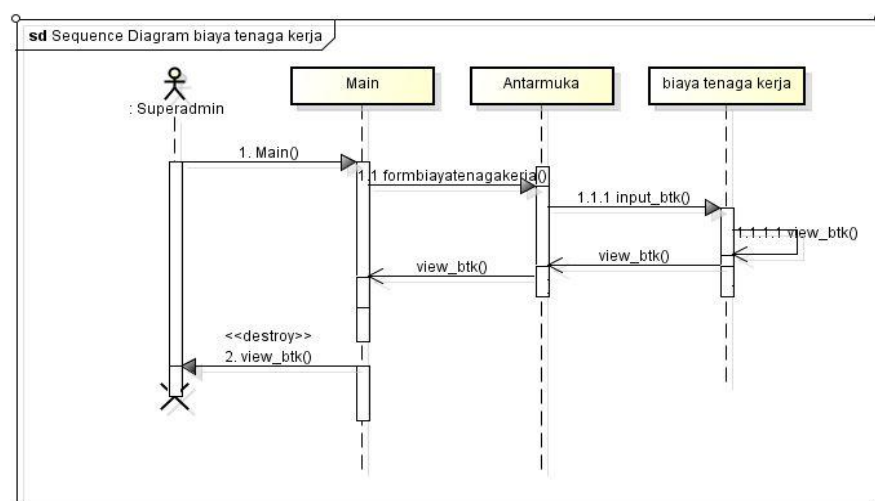 sd Sequence Diagram biaya tenaga kerja
Main
Antarmuka
biaya tenaga kerja
: Superadmin
1. Main()
1.1 formbiayatenagakerja()
1.1.1 input_btk()
1.1.1.1 view_btk()
view_btk()
view_btk()
<<destroy>>
2. view_btk()